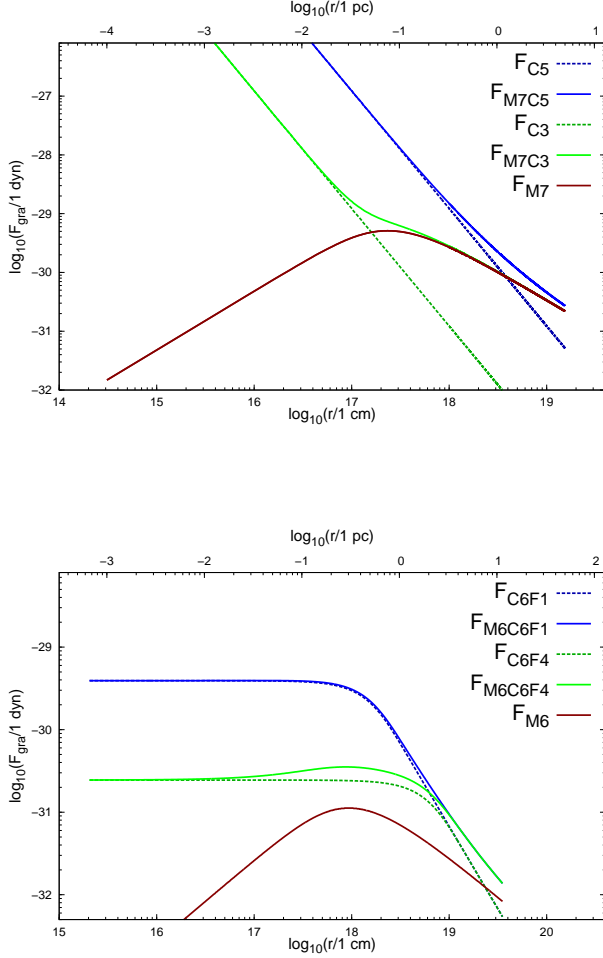 log10(r/1 pc)
-4 -3 -2 -1 0 1
log10(Fgra/1 dyn)
-27
-28
-29
-30
-31
-32
FC5
FM7C5
FC3
FM7C3
FM7
14 15 16 17 18 19
log10(r/1 cm)
log10(r/1 pc)
-3 -2 -1 0 1
log10(Fgra/1 dyn)
-29
-30
-31
-32
FC6F1
FM6C6F1
FC6F4
FM6C6F4
FM6
15 16 17 18 19 20
log10(r/1 cm)